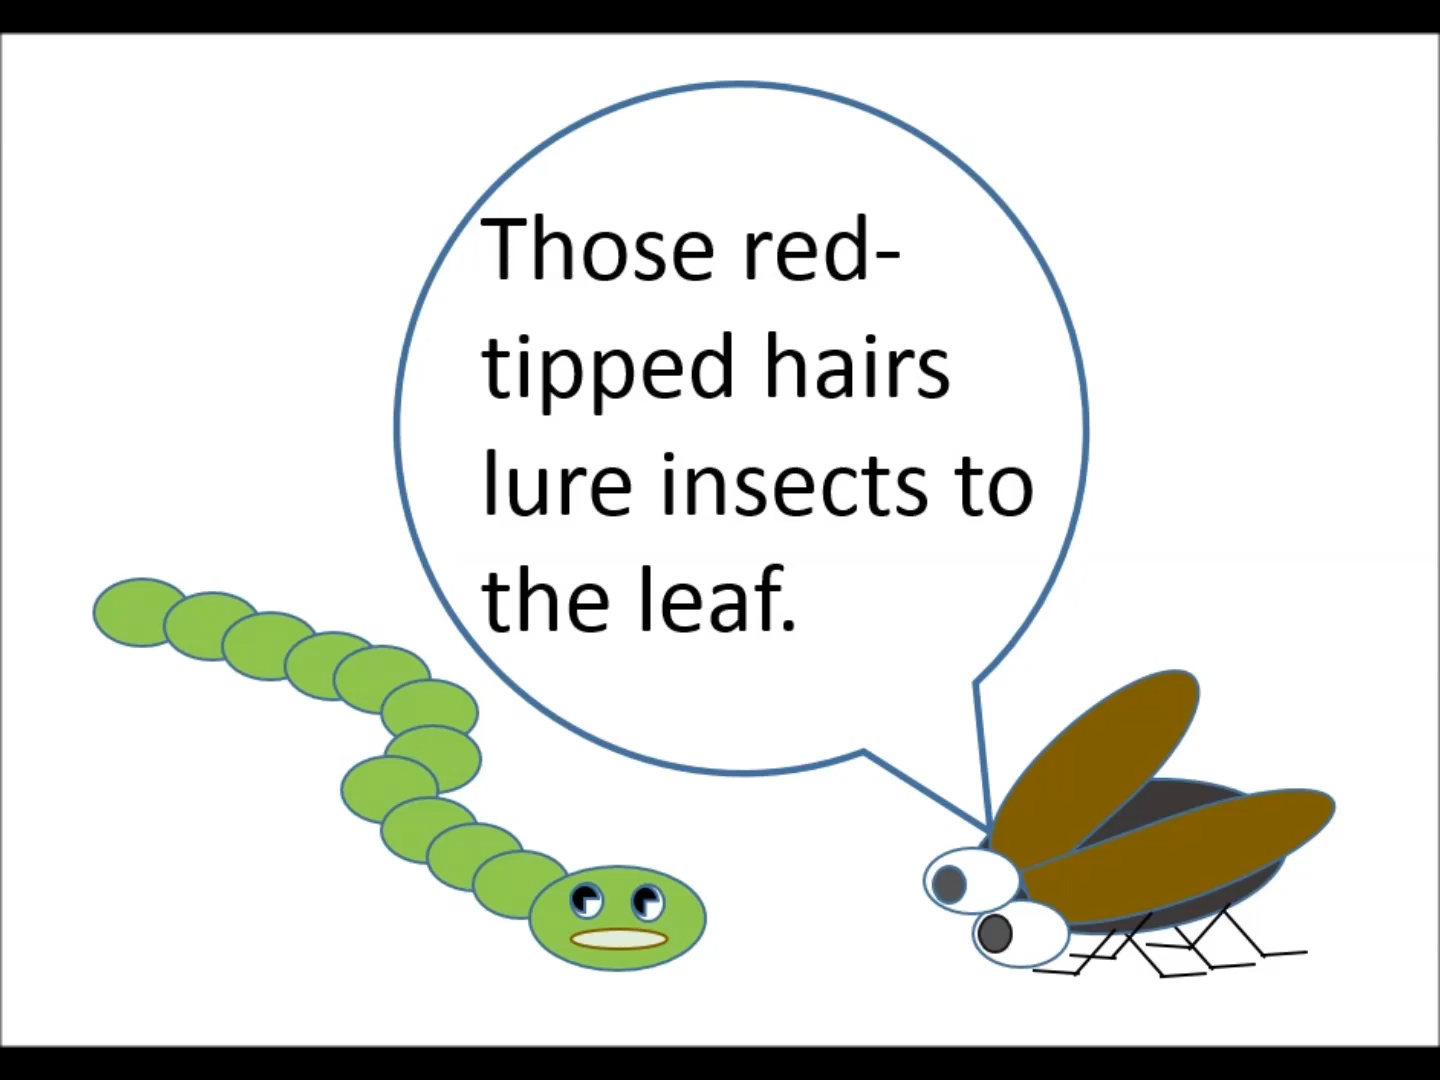 Those red-
tipped hairs
lure insects to
the leaf.